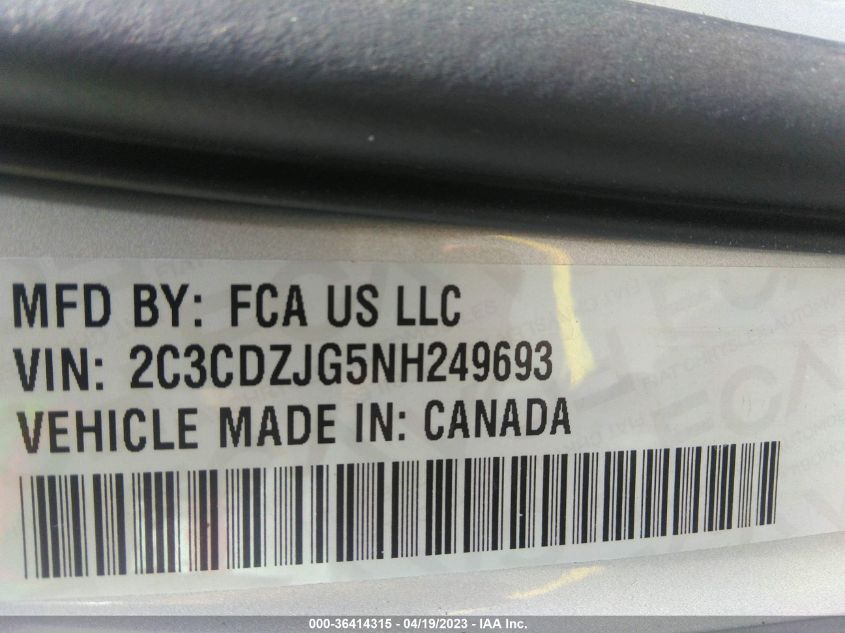 MFD BY: FCA US LLC
VIN: 2C3CDZJG5NH249693
VEHICLE MADE IN: CANADA
000-36414315 - 04/19/2023 - IAA Inc.